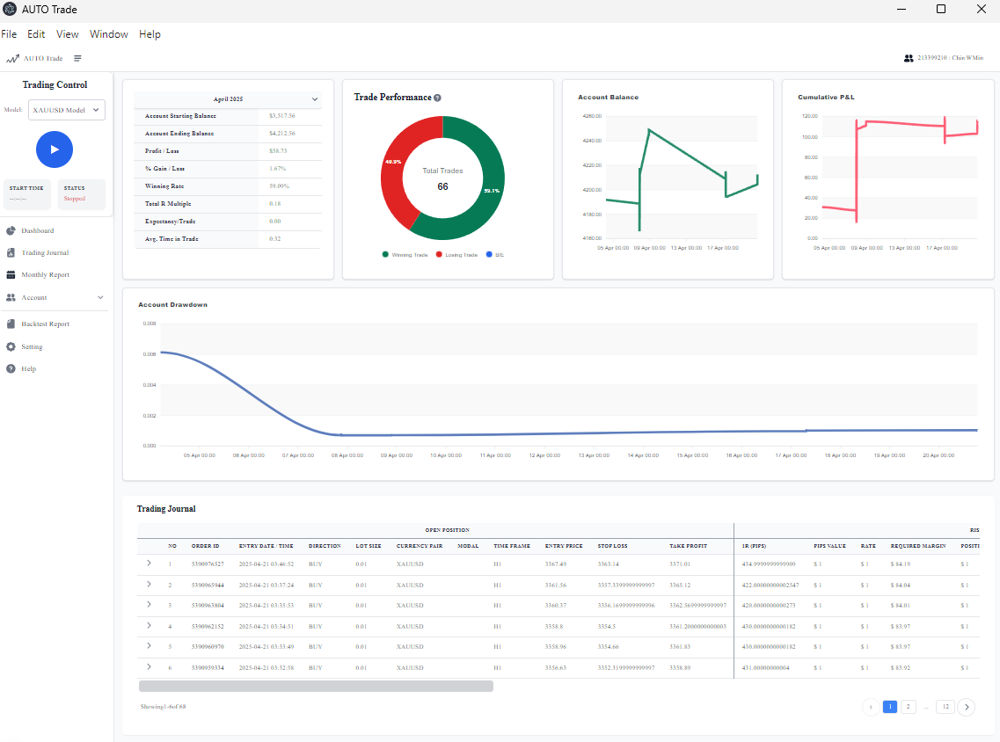 AUTO Trade
File Edit View Window Help
AUTO Trade
213399210 : Chin WMin
Trading Control
Model: XAUUSD Model
START TIME
--:--:--
STATUS
Stopped
Dashboard
Trading Journal
Monthly Report
Account
Backtest Report
Setting
Help
April 2025
Account Starting Balance $3,517.56
Account Ending Balance $4,212.56
Profit / Loss $58.75
% Gain / Loss 1.67%
Winning Rate 59.09%
Total R Multiple 0.18
Expectancy/Trade 0.00
Avg. Time in Trade 0:32
Trade Performance
40.9%
Total Trades
66
59.1%
Winning Trade Losing Trade B/E
Account Balance
4260.00
4240.00
4220.00
4200.00
4180.00
4160.00
05 Apr 00:00 09 Apr 00:00 13 Apr 00:00 17 Apr 00:00
Cumulative P&L
120.00
100.00
80.00
60.00
40.00
20.00
0.00
05 Apr 00:00 09 Apr 00:00 13 Apr 00:00 17 Apr 00:00
Account Drawdown
0.008
0.006
0.004
0.002
0.000
05 Apr 00:00 06 Apr 00:00 07 Apr 00:00 08 Apr 00:00 09 Apr 00:00 10 Apr 00:00 11 Apr 00:00 12 Apr 00:00 13 Apr 00:00 14 Apr 00:00 15 Apr 00:00 16 Apr 00:00 17 Apr 00:00 18 Apr 00:00 19 Apr 00:00 20 Apr 00:00
Trading Journal
OPEN POSITION RIS
NO ORDER ID ENTRY DATE / TIME DIRECTION LOT SIZE CURRENCY PAIR MODAL TIME FRAME ENTRY PRICE STOP LOSS TAKE PROFIT 1R (PIPS) PIPS VALUE RATE REQUIRED MARGIN POSITI
1 5390976527 2025-04-21 03:46:52 BUY 0.01 XAUUSD H1 3367.49 3363.14 3371.01 434.9999999999909 $ 1 $ 1 $ 84.19 $ 1
2 5390965944 2025-04-21 03:37:24 BUY 0.01 XAUUSD H1 3361.56 3357.3399999999997 3365.12 422.00000000002547 $ 1 $ 1 $ 84.04 $ 1
3 5390963804 2025-04-21 03:35:53 BUY 0.01 XAUUSD H1 3360.37 3356.1699999999996 3362.5699999999997 420.0000000000273 $ 1 $ 1 $ 84.01 $ 1
4 5390962152 2025-04-21 03:34:51 BUY 0.01 XAUUSD H1 3358.8 3354.5 3361.2000000000003 430.0000000000182 $ 1 $ 1 $ 83.97 $ 1
5 5390960970 2025-04-21 03:33:49 BUY 0.01 XAUUSD H1 3358.96 3354.66 3361.83 430.0000000000182 $ 1 $ 1 $ 83.97 $ 1
6 5390959334 2025-04-21 03:32:58 BUY 0.01 XAUUSD H1 3356.63 3352.3199999999997 3358.89 431.00000000004 $ 1 $ 1 $ 83.92 $ 1
Showing1-6of 68
1 2 ... 12